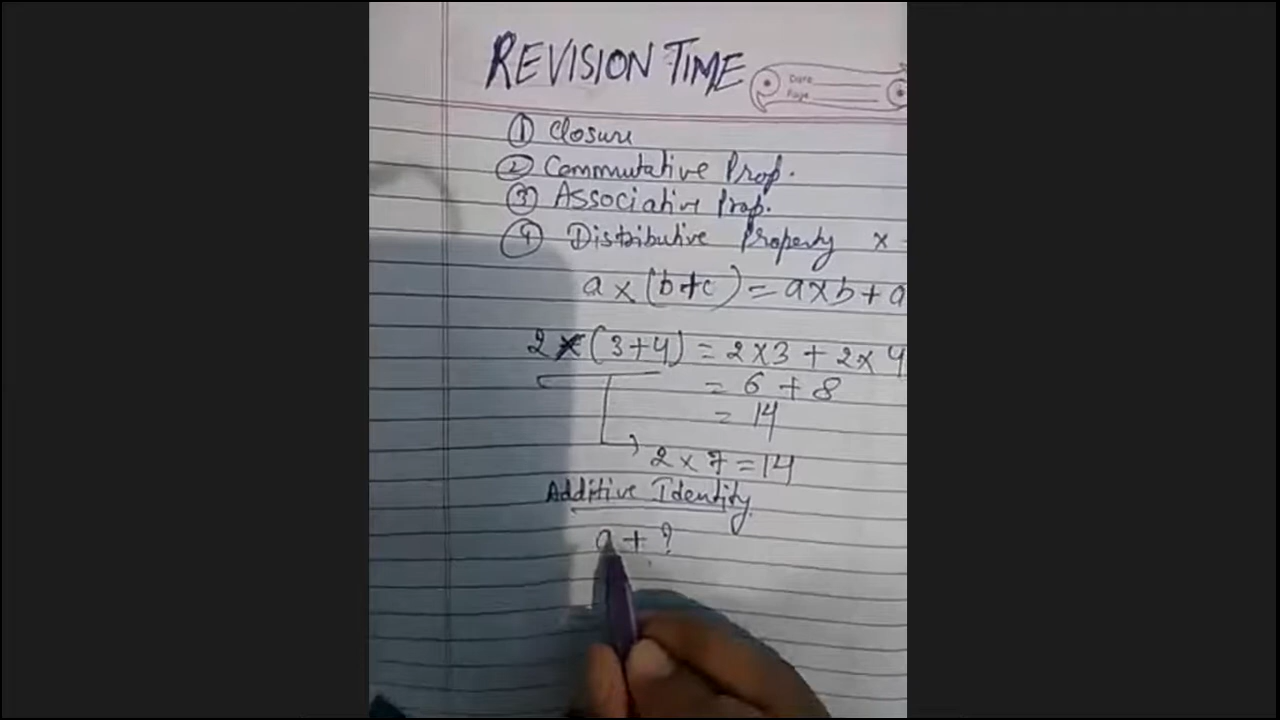 REVISION TIME
Date
Page
① Closure
② Commutative Prop.
③ Associative Prop.
④ Distributive Property ×
a × (b+c) = a×b + a
2 × (3+4) = 2×3 + 2×4
= 6 + 8
= 14
2 × 7 = 14
Additive Identity
a + ?